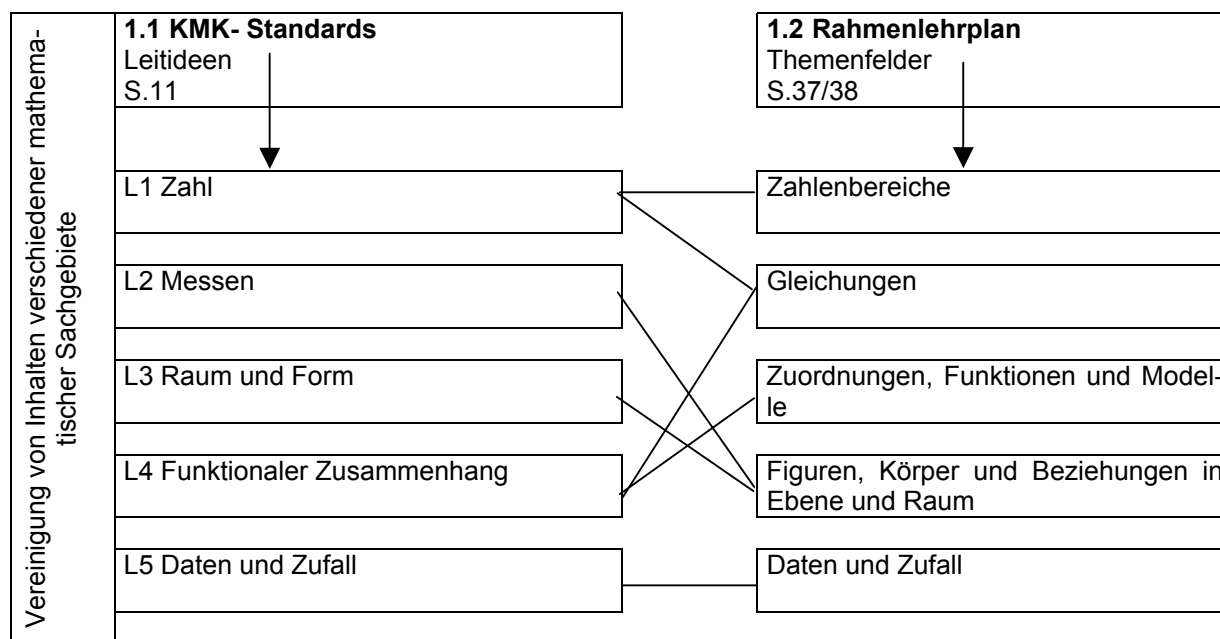 Vereinigung von Inhalten verschiedener mathema-
tischer Sachgebiete
1.1 KMK- Standards
Leitideen
S.11
1.2 Rahmenlehrplan
Themenfelder
S.37/38
L1 Zahl
Zahlenbereiche
L2 Messen
Gleichungen
L3 Raum und Form
Zuordnungen, Funktionen und Model-
le
L4 Funktionaler Zusammenhang
Figuren, Körper und Beziehungen in
Ebene und Raum
L5 Daten und Zufall
Daten und Zufall